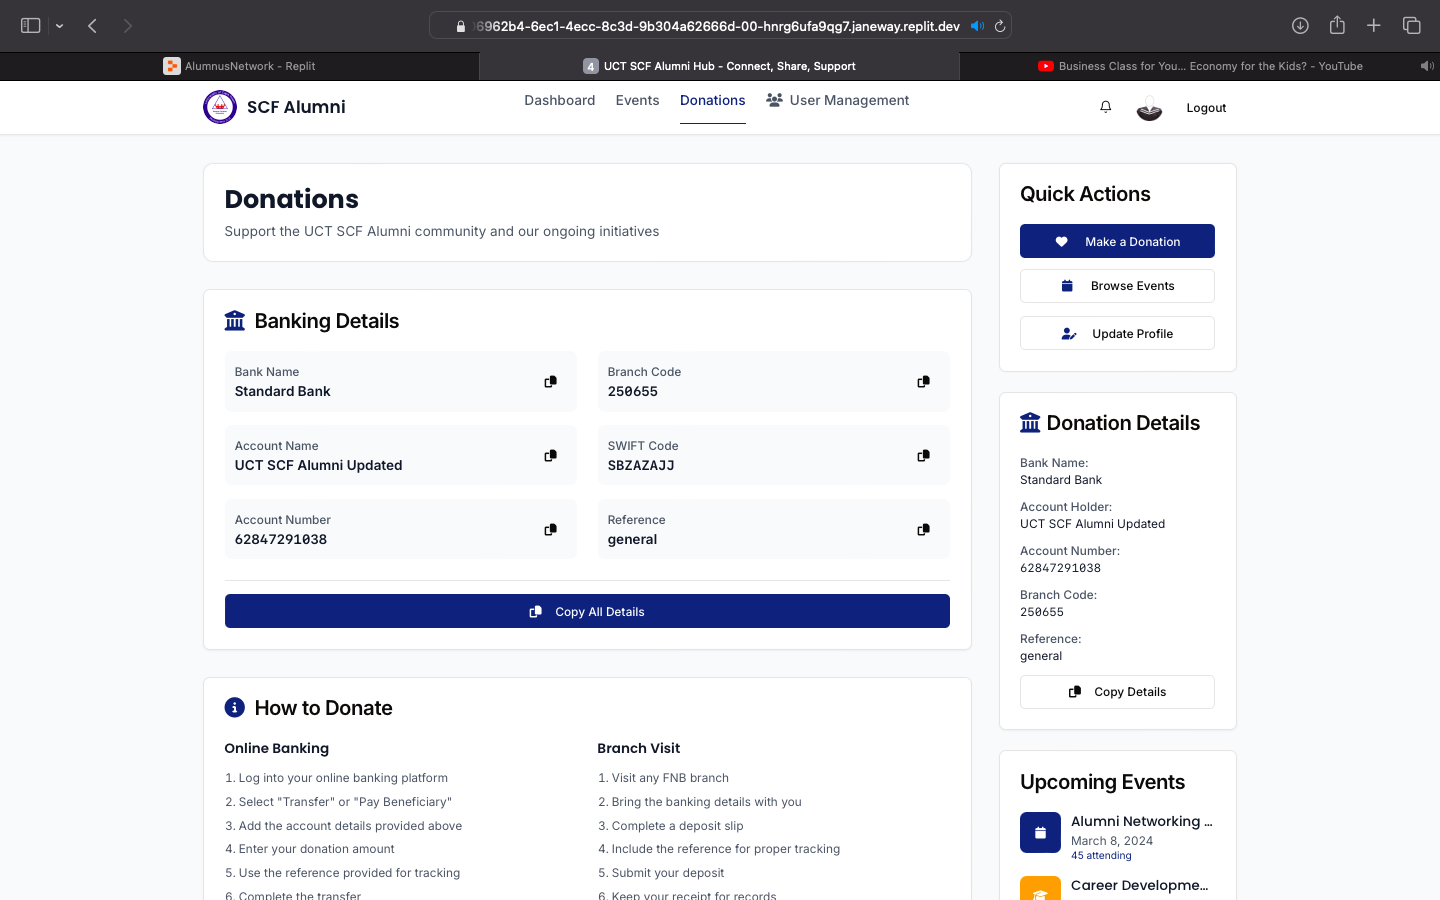 6962b4-6ec1-4ecc-8c3d-9b304a62666d-00-hnrg6ufa9qg7.janeway.replit.dev
AlumnusNetwork - Replit
4 UCT SCF Alumni Hub - Connect, Share, Support
Business Class for You... Economy for the Kids? - YouTube
SCF Alumni
Dashboard
Events
Donations
User Management
Logout
Donations
Support the UCT SCF Alumni community and our ongoing initiatives
Banking Details
Bank Name
Standard Bank
Branch Code
250655
Account Name
UCT SCF Alumni Updated
SWIFT Code
SBZAZAJJ
Account Number
62847291038
Reference
general
Copy All Details
How to Donate
Online Banking
1. Log into your online banking platform
2. Select "Transfer" or "Pay Beneficiary"
3. Add the account details provided above
4. Enter your donation amount
5. Use the reference provided for tracking
6. Complete the transfer
Branch Visit
1. Visit any FNB branch
2. Bring the banking details with you
3. Complete a deposit slip
4. Include the reference for proper tracking
5. Submit your deposit
6. Keep your receipt for records
Quick Actions
Make a Donation
Browse Events
Update Profile
Donation Details
Bank Name:
Standard Bank
Account Holder:
UCT SCF Alumni Updated
Account Number:
62847291038
Branch Code:
250655
Reference:
general
Copy Details
Upcoming Events
Alumni Networking ...
March 8, 2024
45 attending
Career Developme...